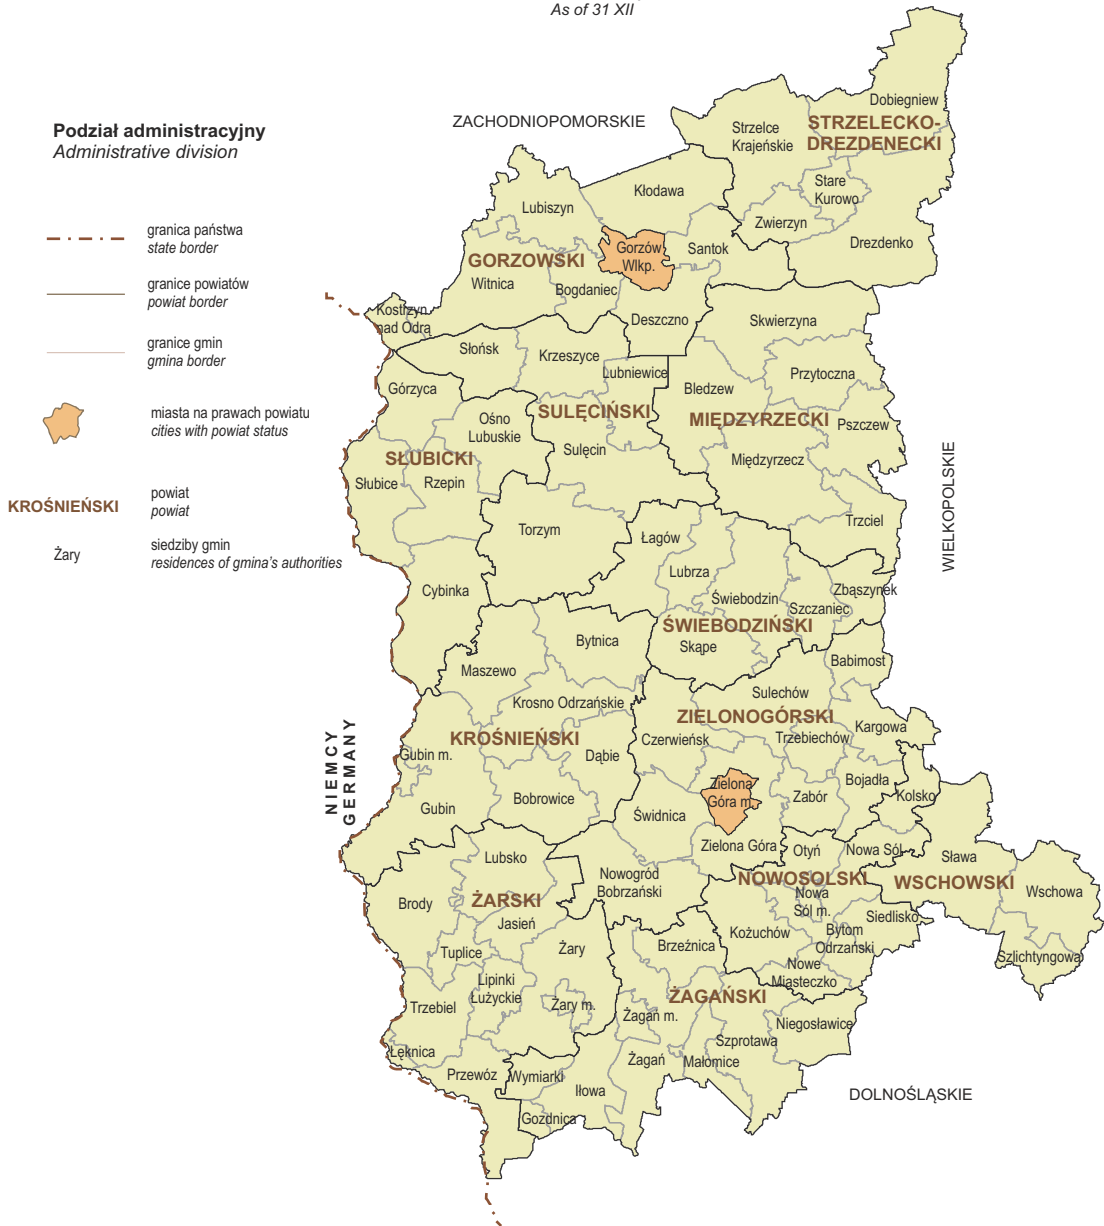 As of 31 XII
Podział administracyjny
Administrative division
granica państwa
state border
granice powiatów
powiat border
granice gmin
gmina border
miasta na prawach powiatu
cities with powiat status
KROŚNIEŃSKI
powiat
powiat
Żary
siedziby gmin
residences of gmina's authorities
ZACHODNIOPOMORSKIE
WIELKOPOLSKIE
DOLNOŚLĄSKIE
NIEMCY
GERMANY
Dobiegniew
STRZELECKO-
DREZDENECKI
Strzelce
Krajeńskie
Stare
Kurowo
Zwierzyn
Drezdenko
Kłodawa
Lubiszyn
Gorzów
Wlkp.
Santok
GORZOWSKI
Witnica
Bogdaniec
Deszczno
Kostrzyn
nad Odrą
Skwierzyna
Słońsk
Krzeszyce
Lubniewice
Przytoczna
Bledzew
Górzyca
Ośno
Lubuskie
SULĘCIŃSKI
MIĘDZYRZECKI
Pszczew
Sulęcin
SŁUBICKI
Międzyrzecz
Słubice
Rzepin
Trzciel
Torzym
Łagów
Lubrza
Cybinka
Świebodzin
Szczaniec
Zbąszynek
ŚWIEBODZIŃSKI
Skąpe
Bytnica
Babimost
Maszewo
Sulechów
Krosno Odrzańskie
ZIELONOGÓRSKI
Kargowa
KROŚNIEŃSKI
Czerwieńsk
Trzebiechów
Gubin m.
Dąbie
Bojadła
Zielona
Góra m.
Zabór
Kolsko
Bobrowice
Gubin
Świdnica
Zielona Góra
Otyń
Nowa Sól
Sława
Lubsko
Nowogród
Bobrzański
NOWOSOLSKI
WSCHOWSKI
Wschowa
Brody
ŻARSKI
Nowa
Sól m.
Siedlisko
Jasień
Kożuchów
Bytom
Odrzański
Tuplice
Żary
Brzeźnica
Szlichtyngowa
Nowe
Miasteczko
Lipinki
Łużyckie
ŻAGAŃSKI
Trzebiel
Żary m.
Żagań m.
Niegosławice
Szprotawa
Łęknica
Żagań
Małomice
Przewóz
Wymiarki
Iłowa
Gozdnica